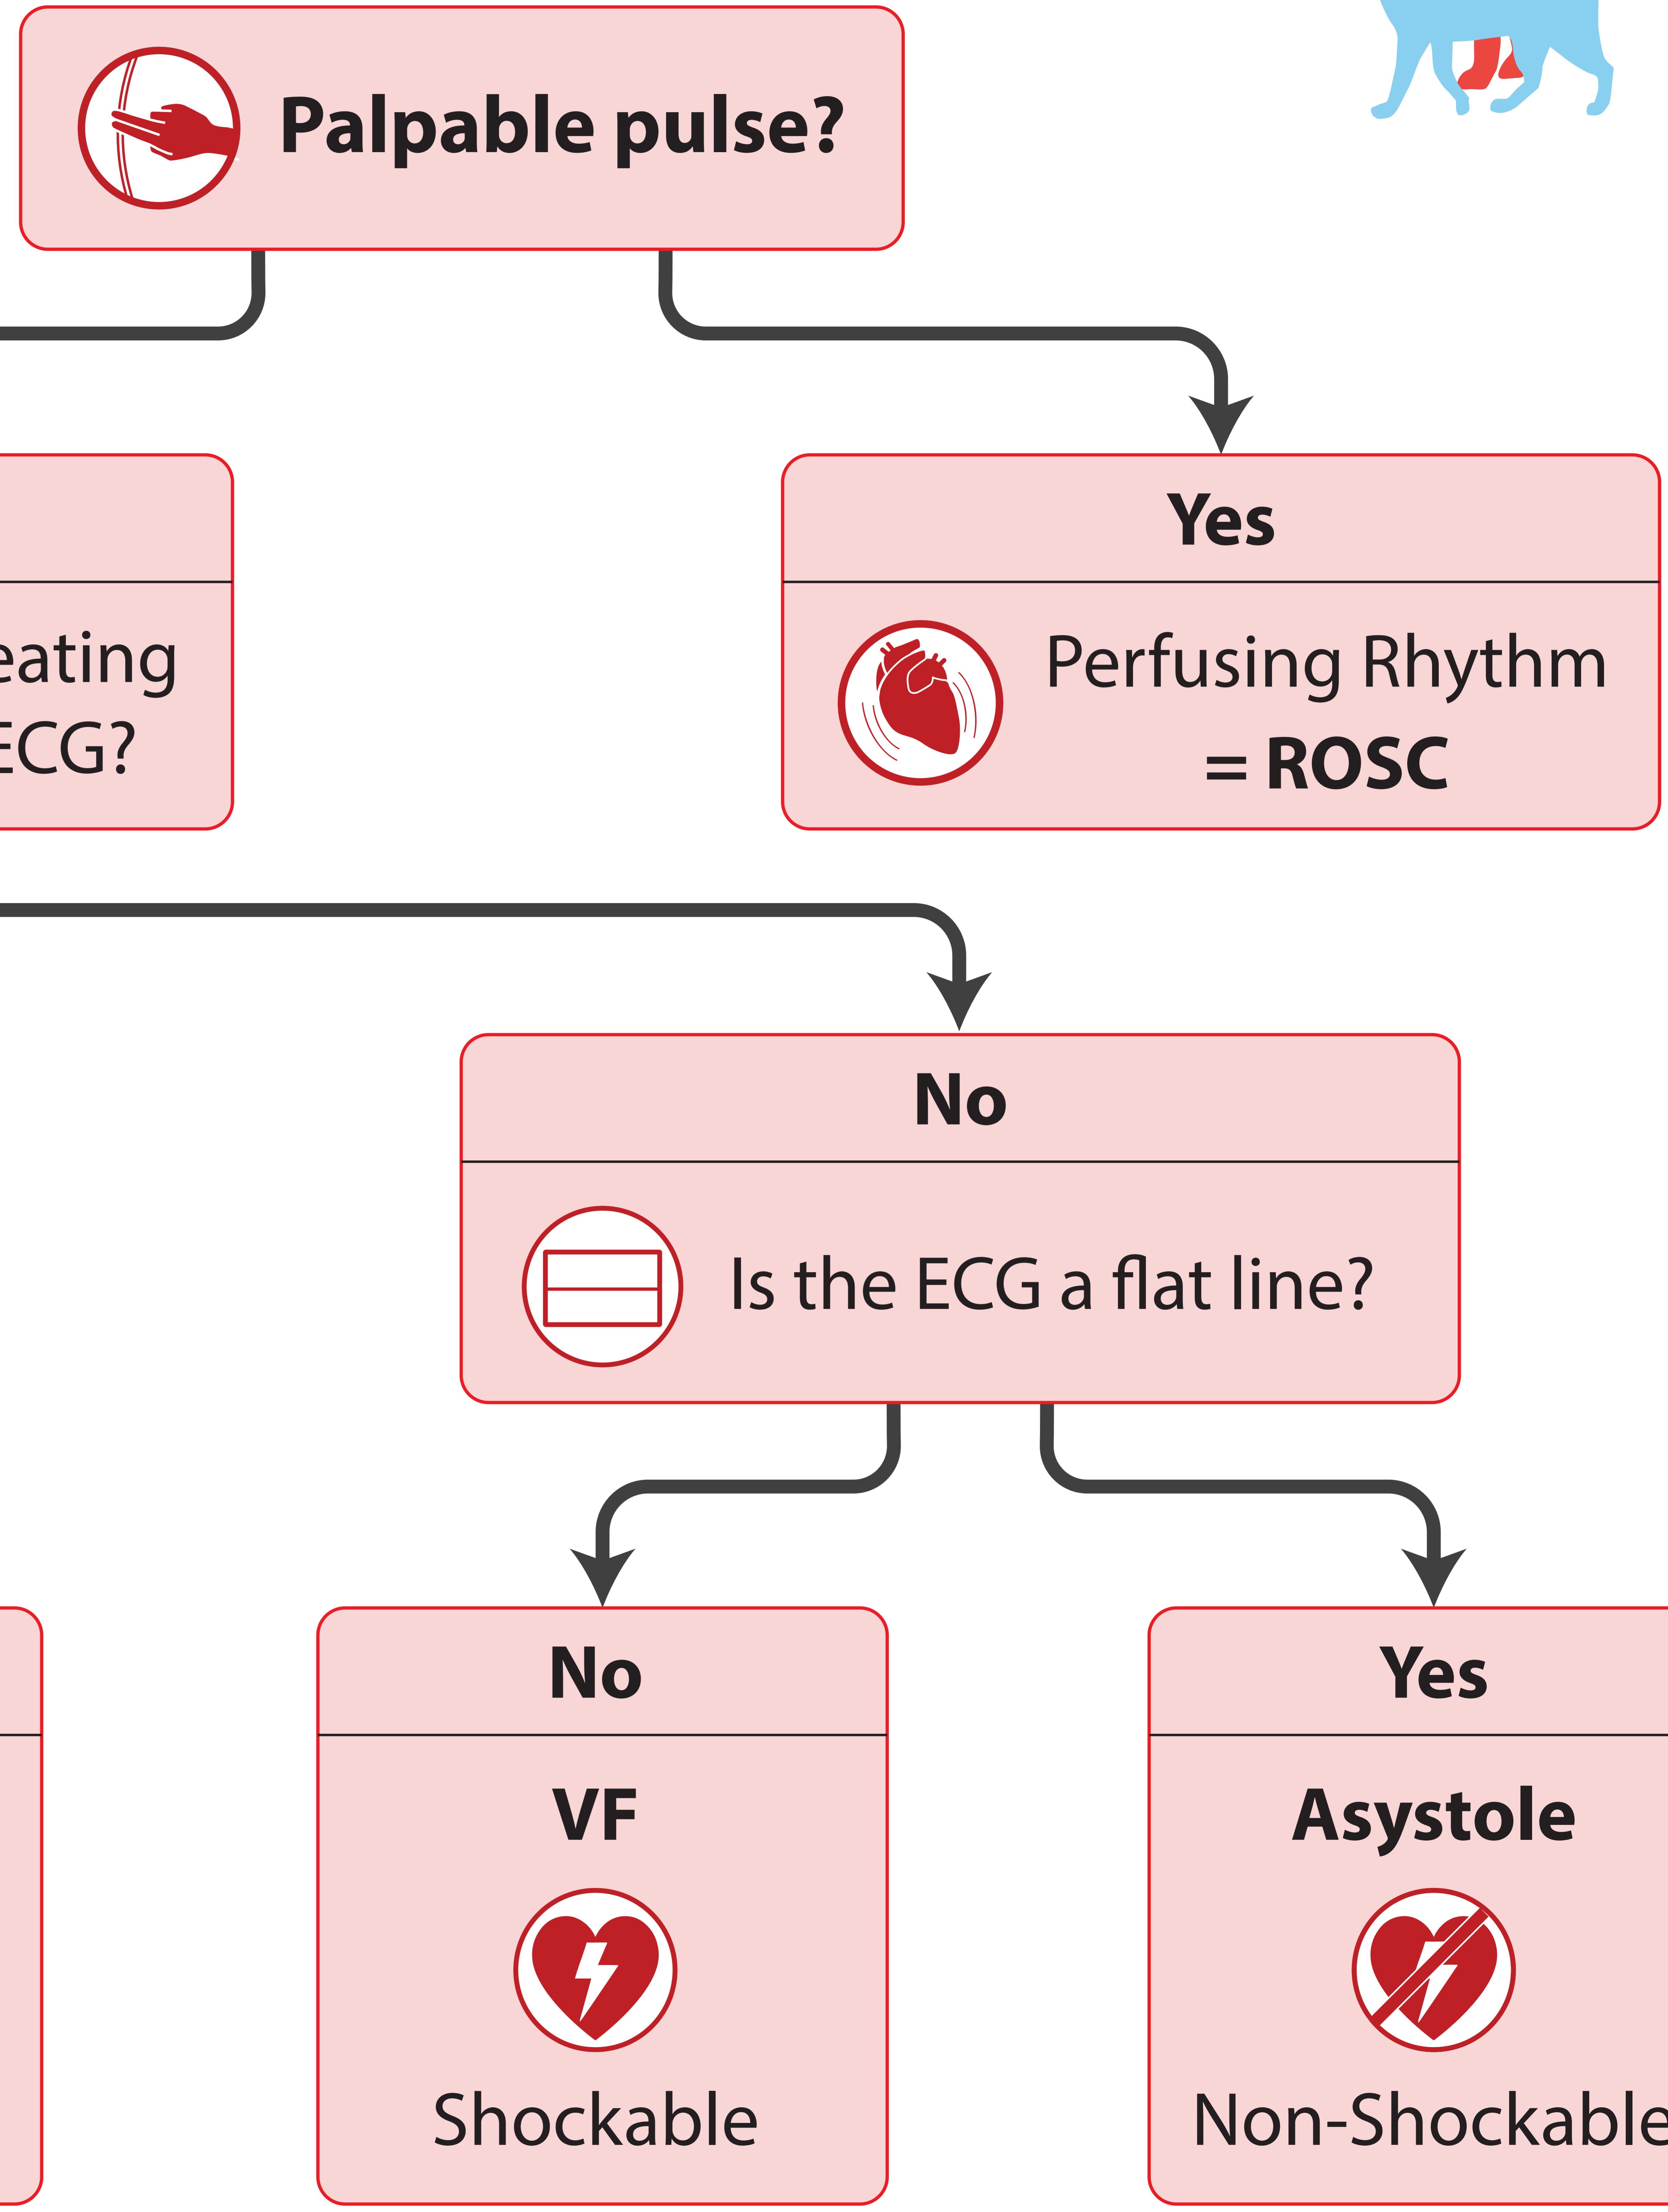 Palpable pulse?
Yes
Perfusing Rhythm
= ROSC
ECG?
No
Is the ECG a flat line?
No
VF
Shockable
Yes
Asystole
Non-Shockable